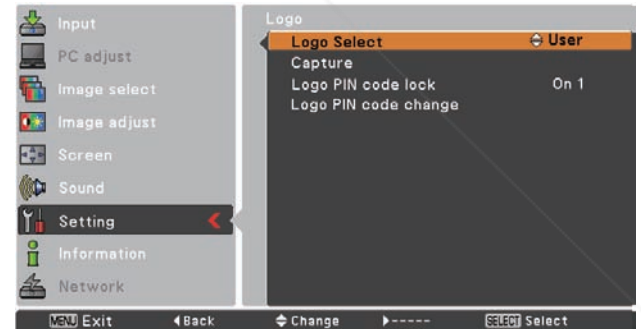 Input
PC adjust
Image select
Image adjust
Screen
Sound
Setting
Information
Network
Logo
Logo Select User
Capture
Logo PIN code lock On 1
Logo PIN code change
MENU Exit Back Change ----- SELECT Select